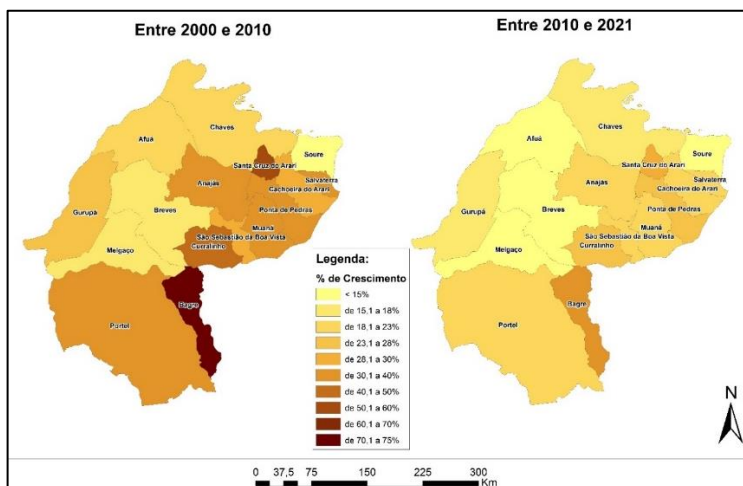 Entre 2000 e 2010
Entre 2010 e 2021
Afuá
Chaves
Soure
Santa Cruz do Arari
Salvaterra
Cachoeira do Arari
Anajás
Ponta de Pedras
Gurupá
Breves
Muaná
São Sebastião da Boa Vista
Curralinho
Melgaço
Bagre
Portel
Chaves
Afuá
Soure
Santa Cruz do Arari
Salvaterra
Cachoeira do Arari
Anajás
Ponta de Pedras
Gurupá
Breves
Muaná
São Sebastião da Boa Vista
Curralinho
Melgaço
Bagre
Portel
Legenda:
% de Crescimento
< 15%
de 15,1 a 18%
de 18,1 a 23%
de 23,1 a 28%
de 28,1 a 30%
de 30,1 a 40%
de 40,1 a 50%
de 50,1 a 60%
de 60,1 a 70%
de 70,1 a 75%
N
0 37,5 75 150 225 300
Km